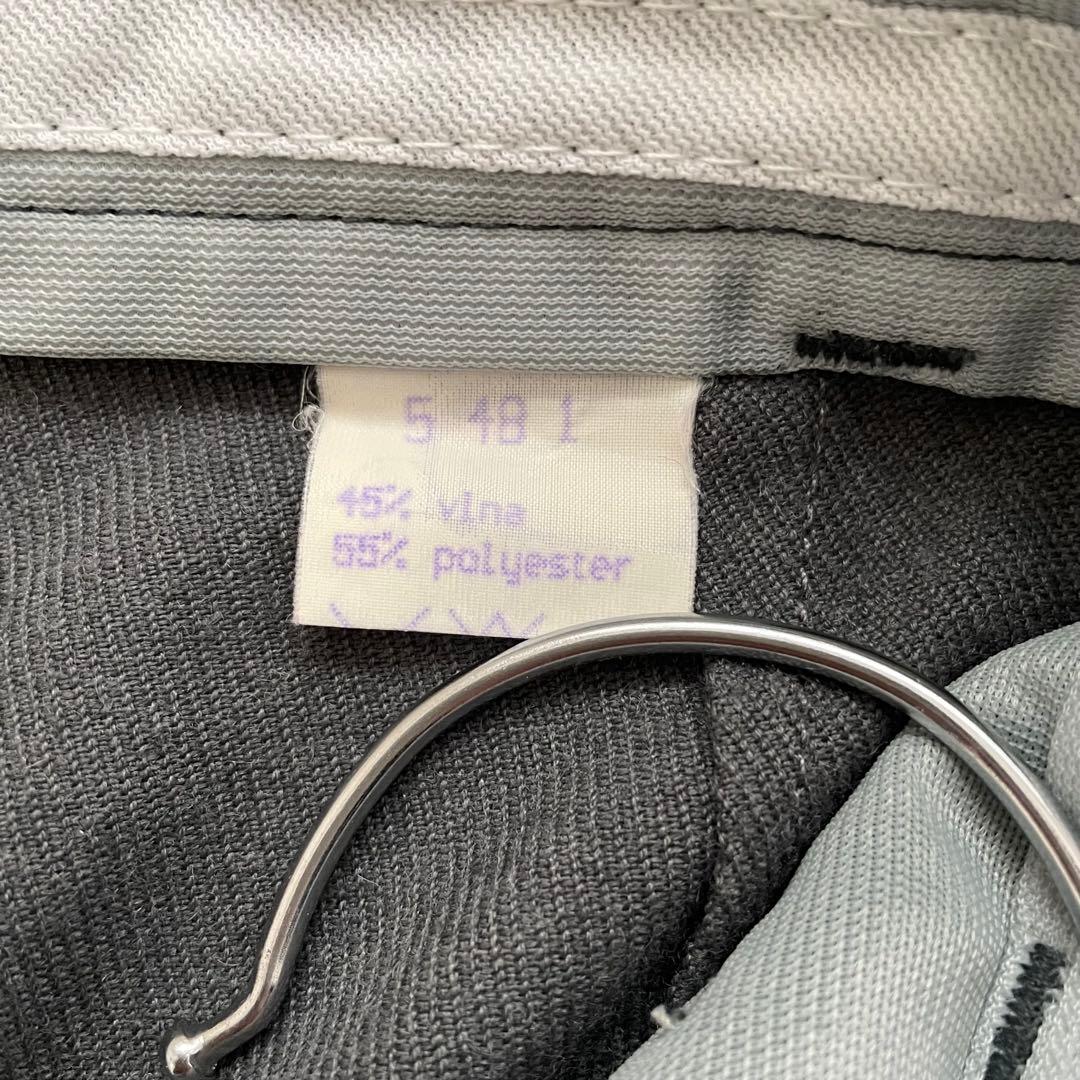 5 48 1
45% vlna
55% polyester